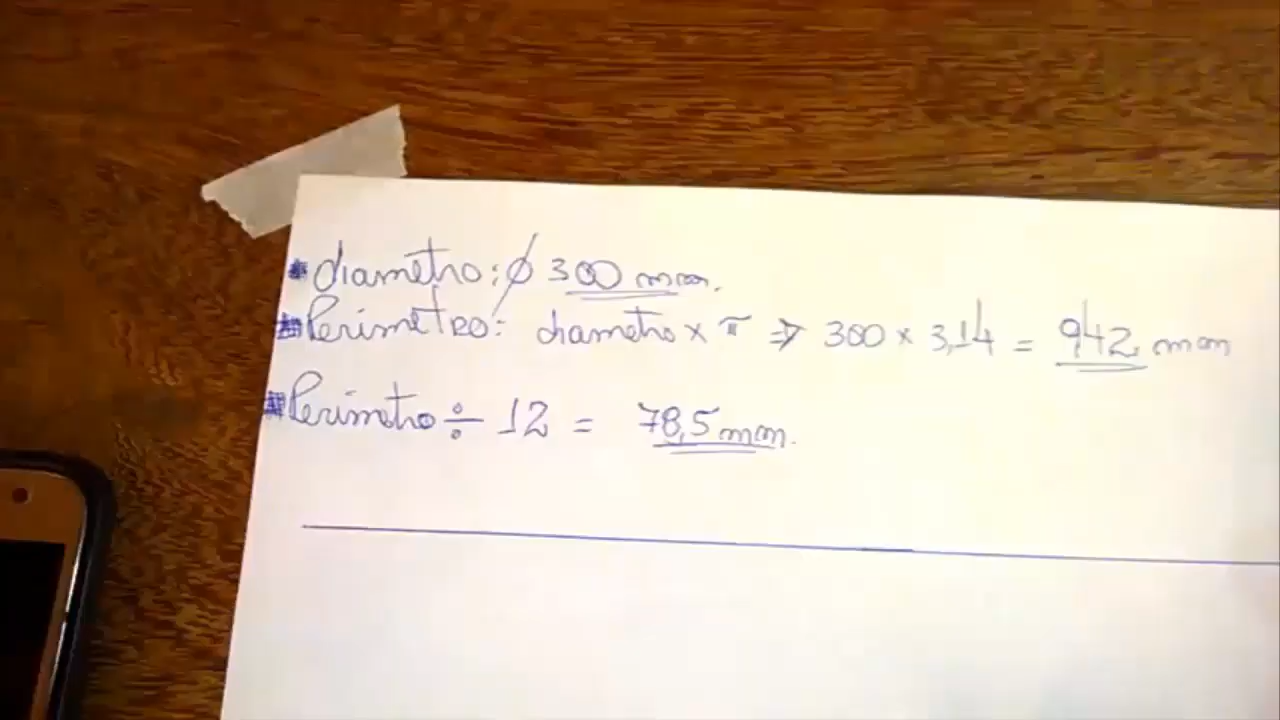 * diametro: ∅ 300 mm.
* Perimetro: diametro x π => 300 x 3,14 = 942 mm
* Perimetro ÷ 12 = 78,5 mm.